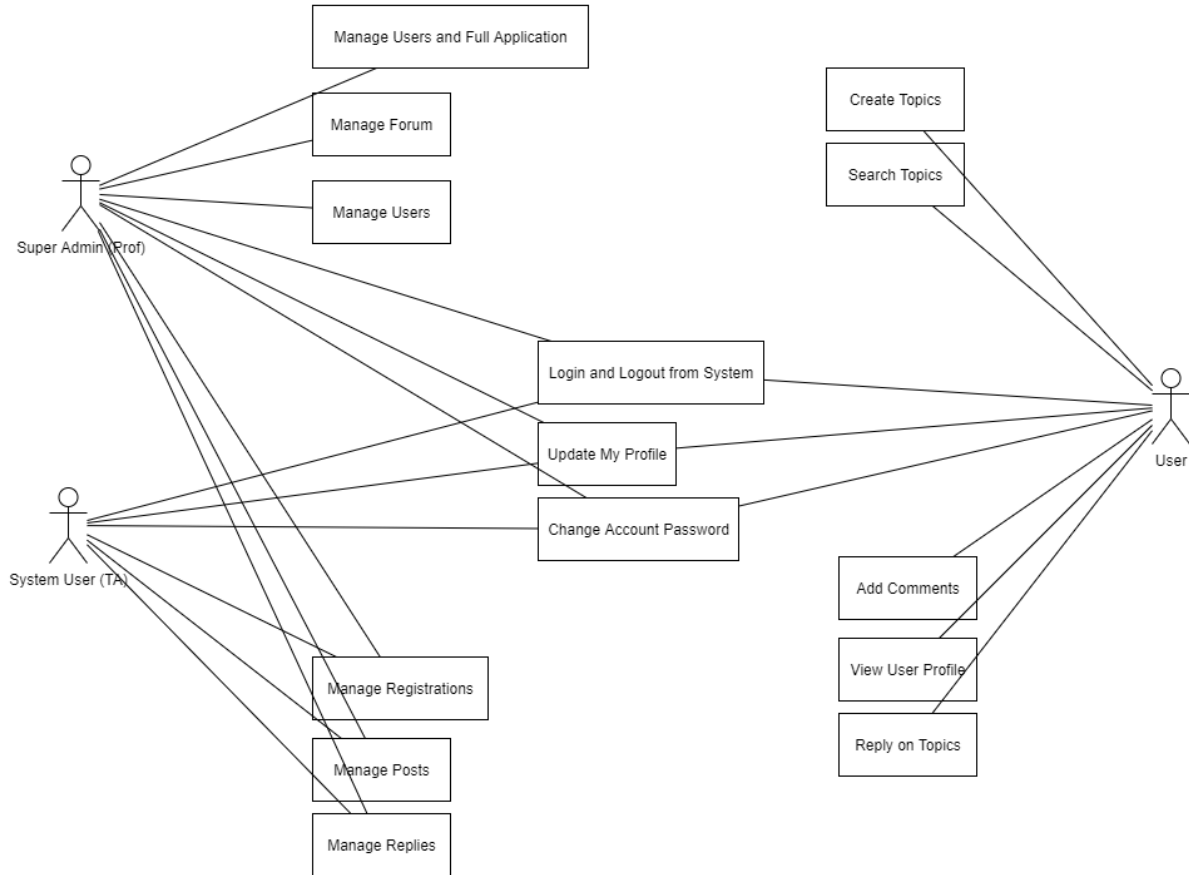 Manage Users and Full Application
Create Topics
Manage Forum
Search Topics
Manage Users
Super Admin (Prof)
Login and Logout from System
Update My Profile
User
Change Account Password
System User (TA)
Add Comments
View User Profile
Manage Registrations
Reply on Topics
Manage Posts
Manage Replies